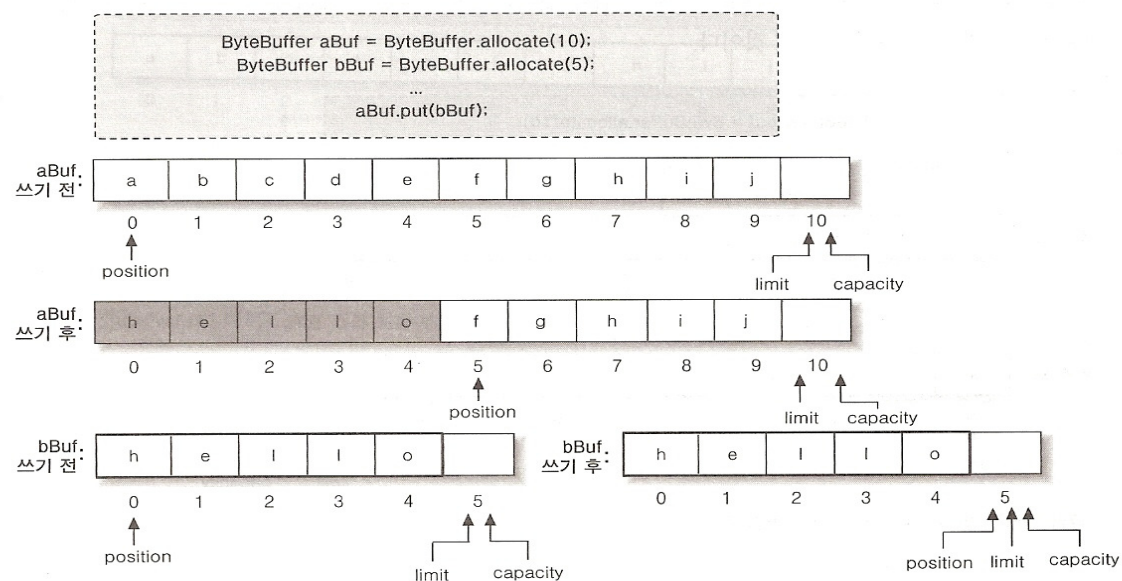 ByteBuffer aBuf = ByteBuffer.allocate(10);
ByteBuffer bBuf = ByteBuffer.allocate(5);
...
aBuf.put(bBuf);
aBuf.
쓰기 전:
a b c d e f g h i j
0 1 2 3 4 5 6 7 8 9 10
position
limit capacity
aBuf.
쓰기 후:
h e l l o f g h i j
0 1 2 3 4 5 6 7 8 9 10
position
limit capacity
bBuf.
쓰기 전:
h e l l o
0 1 2 3 4 5
position
limit capacity
bBuf.
쓰기 후:
h e l l o
0 1 2 3 4 5
position limit capacity